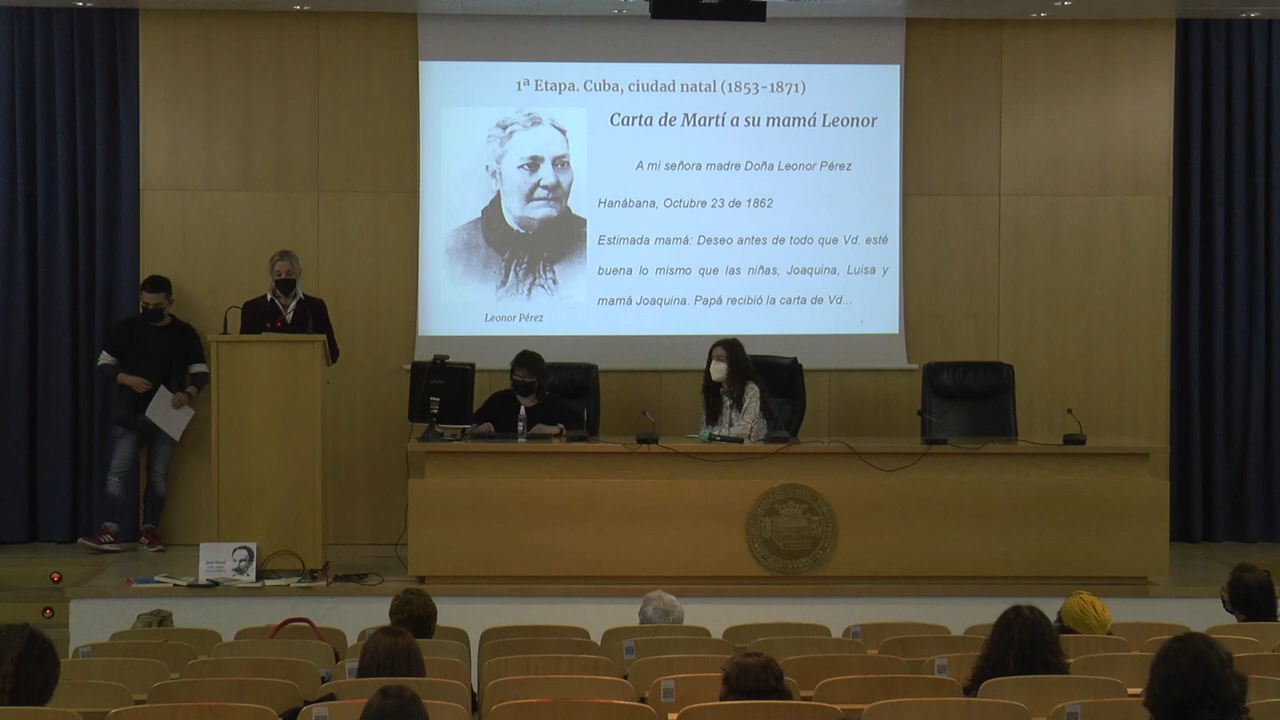 1ª Etapa. Cuba, ciudad natal (1853-1871)
Carta de Martí a su mamá Leonor
A mi señora madre Doña Leonor Pérez
Hanábana, Octubre 23 de 1862
Estimada mamá: Deseo antes de todo que Vd. esté
buena lo mismo que las niñas, Joaquina, Luisa y
mamá Joaquina. Papá recibió la carta de Vd...
Leonor Pérez
José Martí